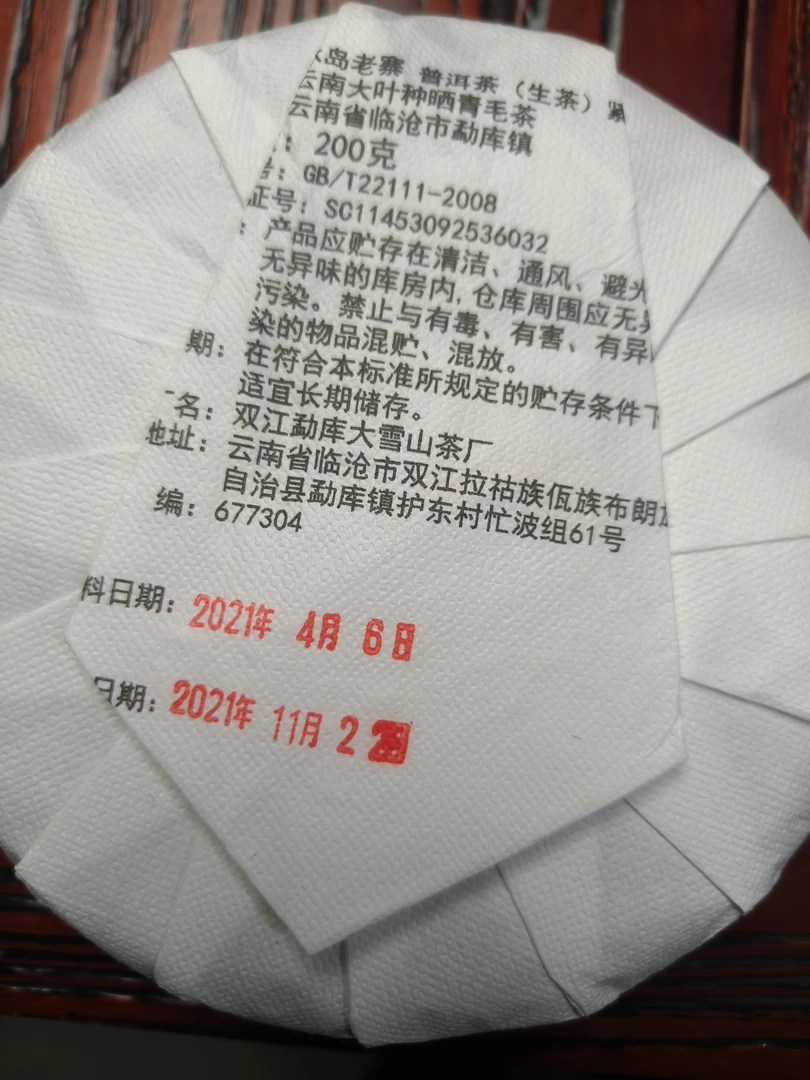 岛老寨 普洱茶（生茶）紧
云南大叶种晒青毛茶
云南省临沧市勐库镇
：200克
号：GB/T22111-2008
证号：SC11453092536032
：产品应贮存在清洁、通风、避光
无异味的库房内,仓库周围应无异
污染。禁止与有毒、有害、有异
染的物品混贮、混放。
期：在符合本标准所规定的贮存条件下
适宜长期储存。
名：双江勐库大雪山茶厂
地址：云南省临沧市双江拉祜族佤族布朗族
自治县勐库镇护东村忙波组61号
编：677304
料日期：2021年 4月 6日
日期：2021年 11月 2